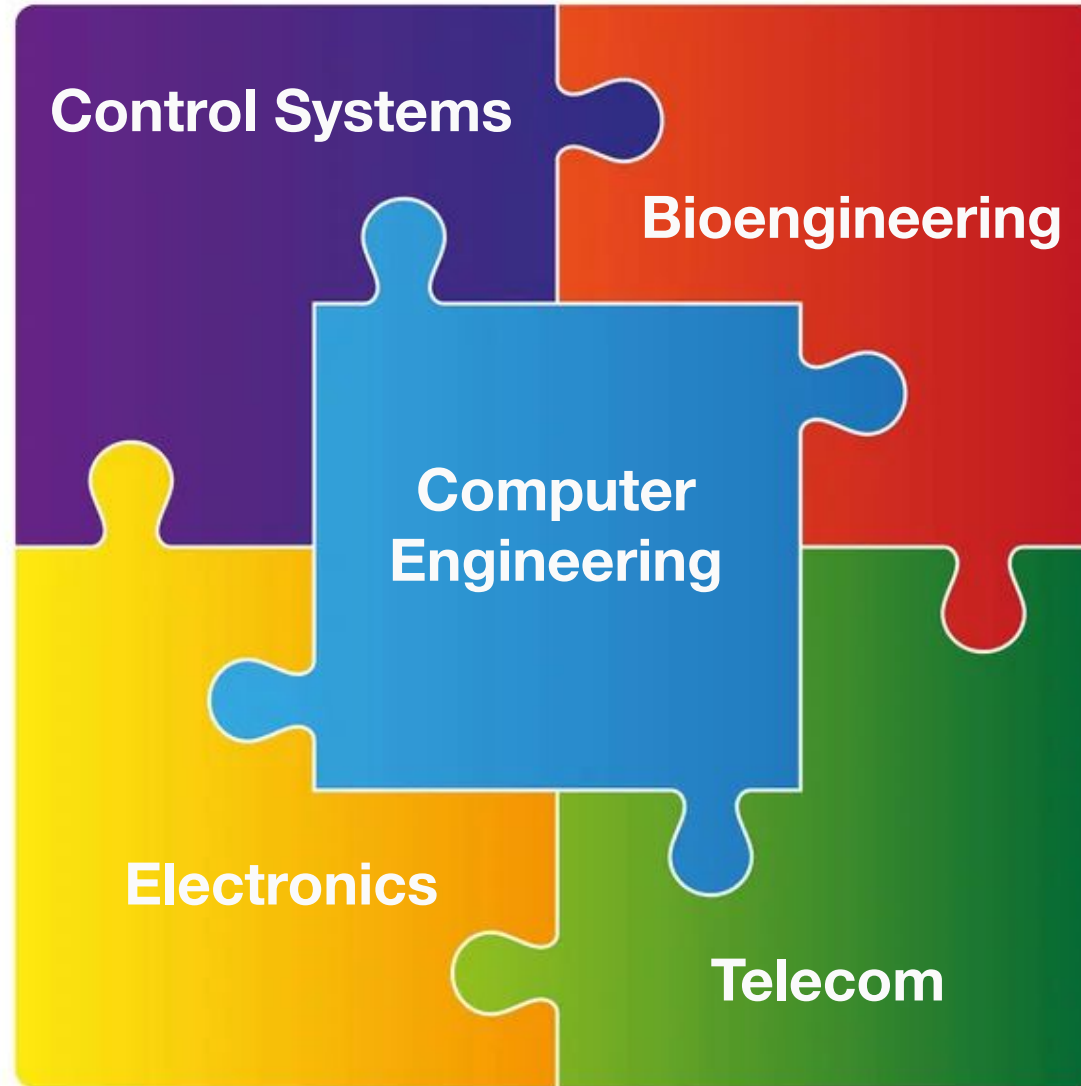 Control Systems
Bioengineering
Computer
Engineering
Electronics
Telecom